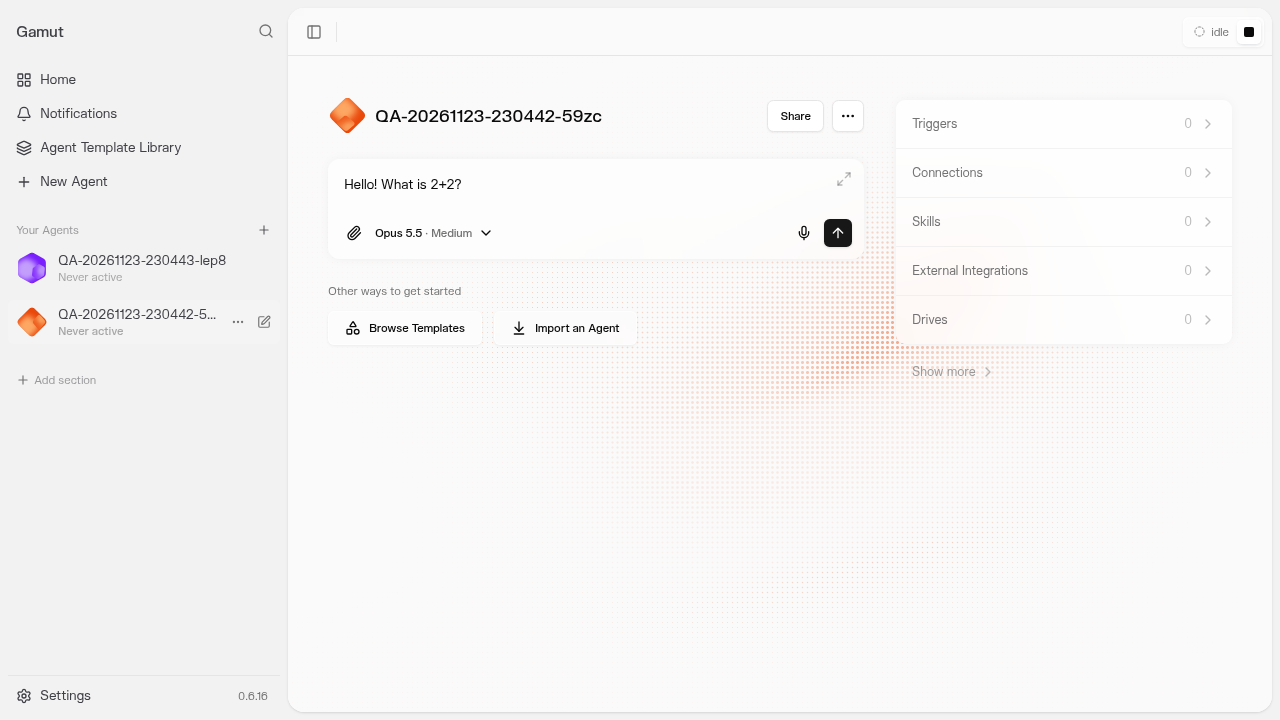 Gamut
Home
Notifications
Agent Template Library
New Agent
Your Agents
QA-20261123-230443-lep8
Never active
QA-20261123-230442-5...
Never active
Add section
Settings
0.6.16
idle
QA-20261123-230442-59zc
Share
Hello! What is 2+2?
Opus 5.5 · Medium
Other ways to get started
Browse Templates
Import an Agent
Triggers 0
Connections 0
Skills 0
External Integrations 0
Drives 0
Show more